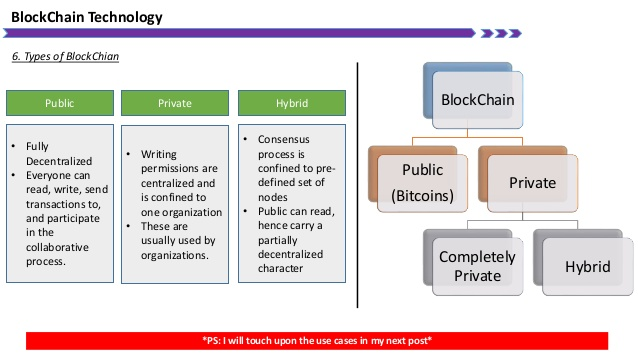 BlockChain Technology
6. Types of BlockChian
Public
• Fully
Decentralized
• Everyone can
read, write, send
transactions to,
and participate
in the
collaborative
process.
Private
• Writing
permissions are
centralized and
is confined to
one organization
• These are
usually used by
organizations.
Hybrid
• Consensus
process is
confined to pre-
defined set of
nodes
• Public can read,
hence carry a
partially
decentralized
character
BlockChain
Public
(Bitcoins)
Private
Completely
Private
Hybrid
*PS: I will touch upon the use cases in my next post*